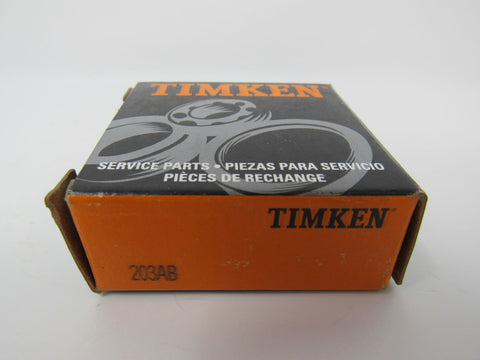 TIMKEN
SERVICE PARTS • PIEZAS PARA SERVICIO
PIÈCES DE RECHANGE
TIMKEN
203AB